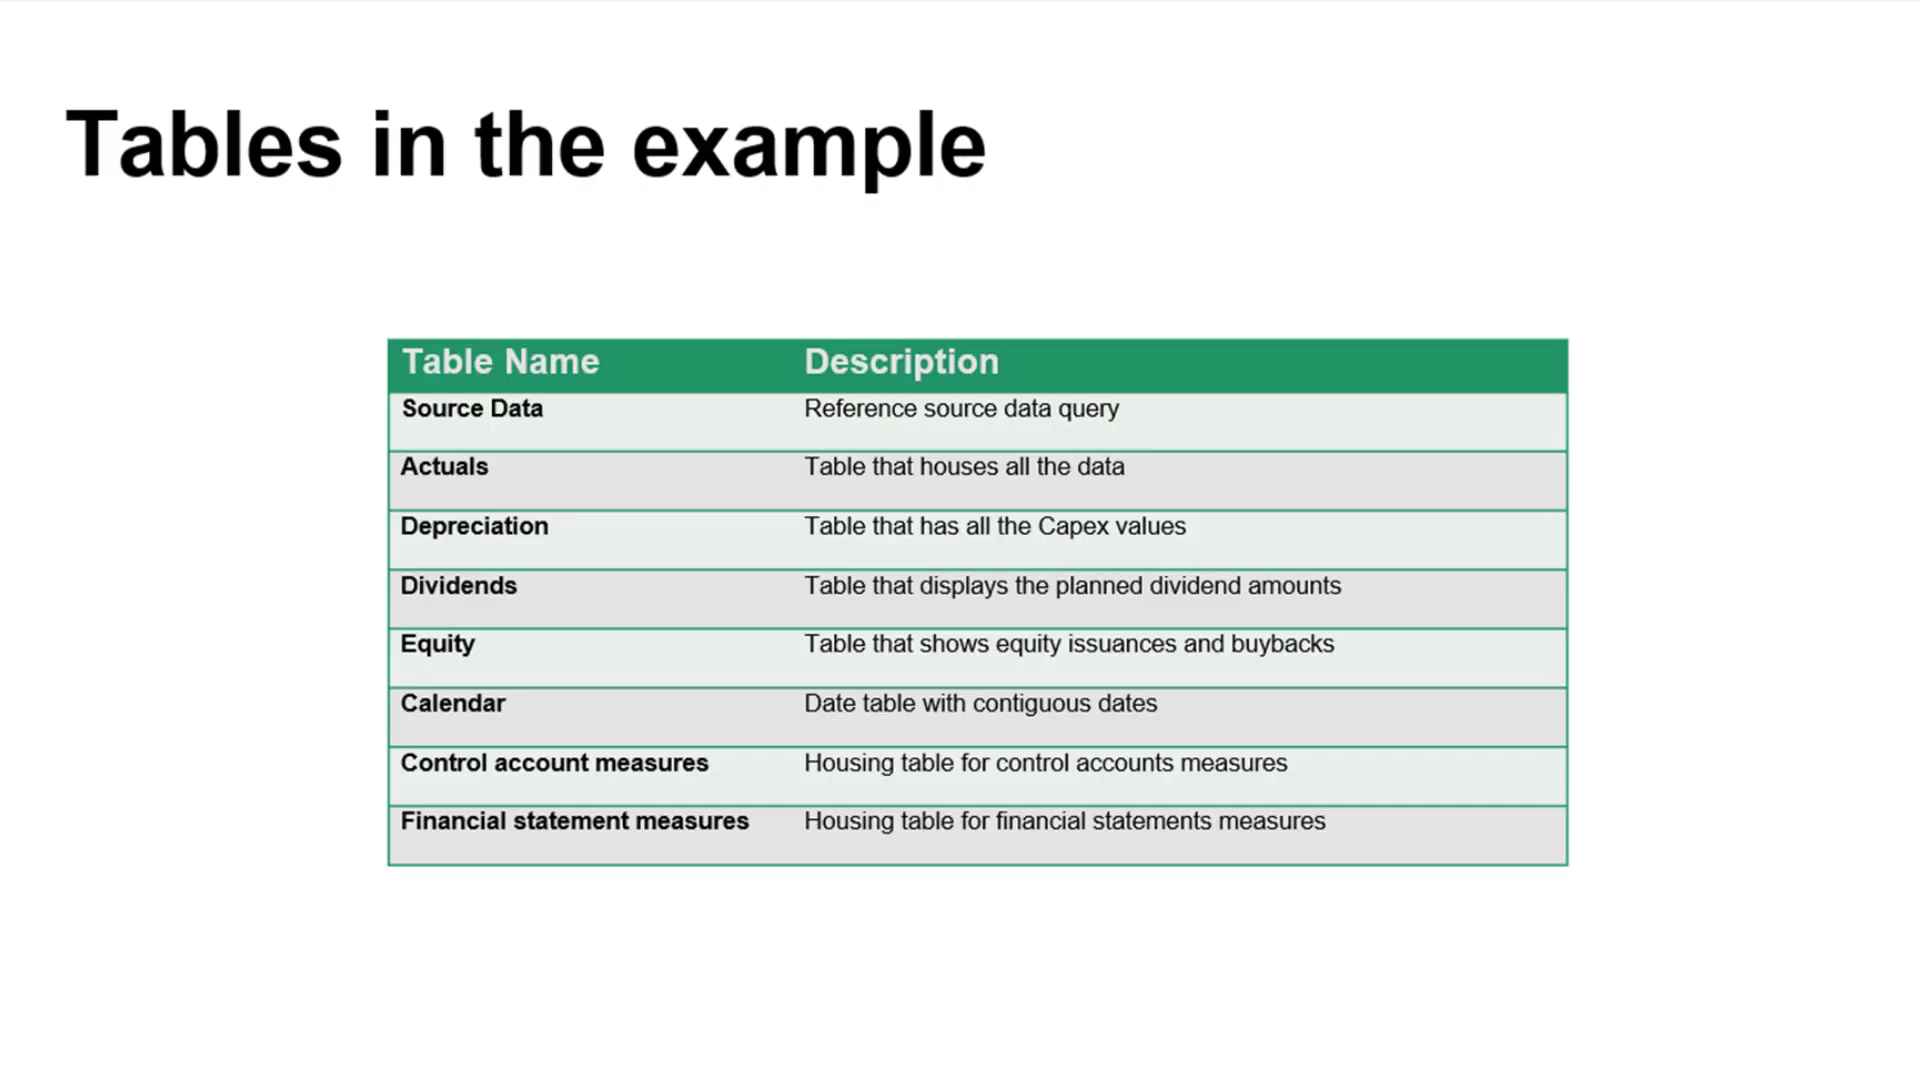 Tables in the example
Table Name Description
Source Data Reference source data query
Actuals Table that houses all the data
Depreciation Table that has all the Capex values
Dividends Table that displays the planned dividend amounts
Equity Table that shows equity issuances and buybacks
Calendar Date table with contiguous dates
Control account measures Housing table for control accounts measures
Financial statement measures Housing table for financial statements measures